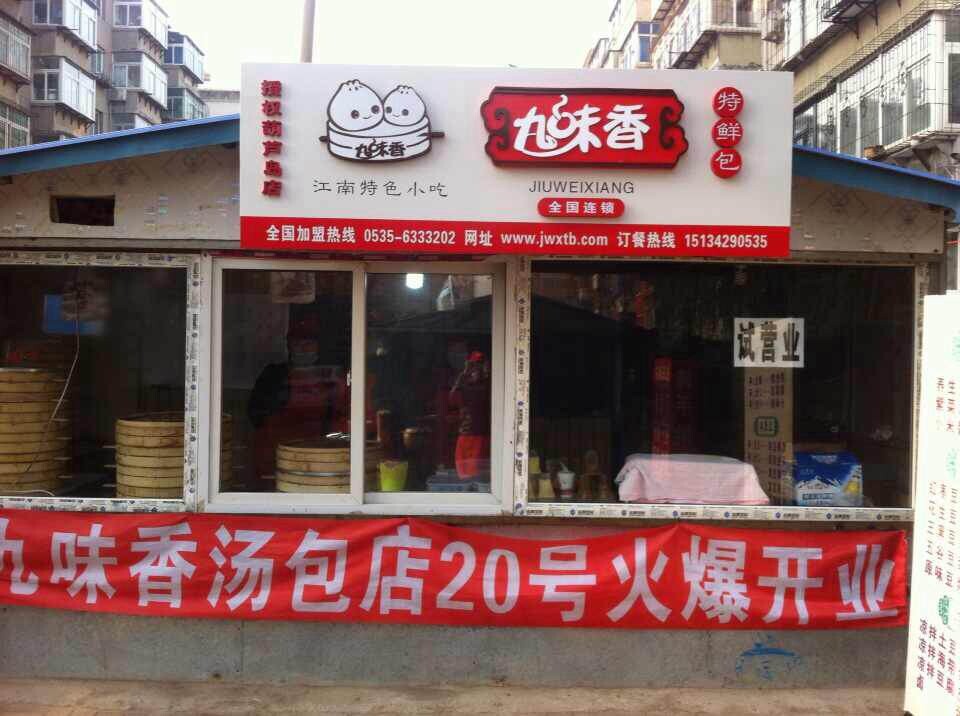 授权葫芦岛店
九味香
江南特色小吃
九味香
JIUWEIXIANG
全国连锁
特鲜包
全国加盟热线 0535-6333202 网址 www.jwxtb.com 订餐热线 15134290535
试营业
九味香汤包店20号火爆开业